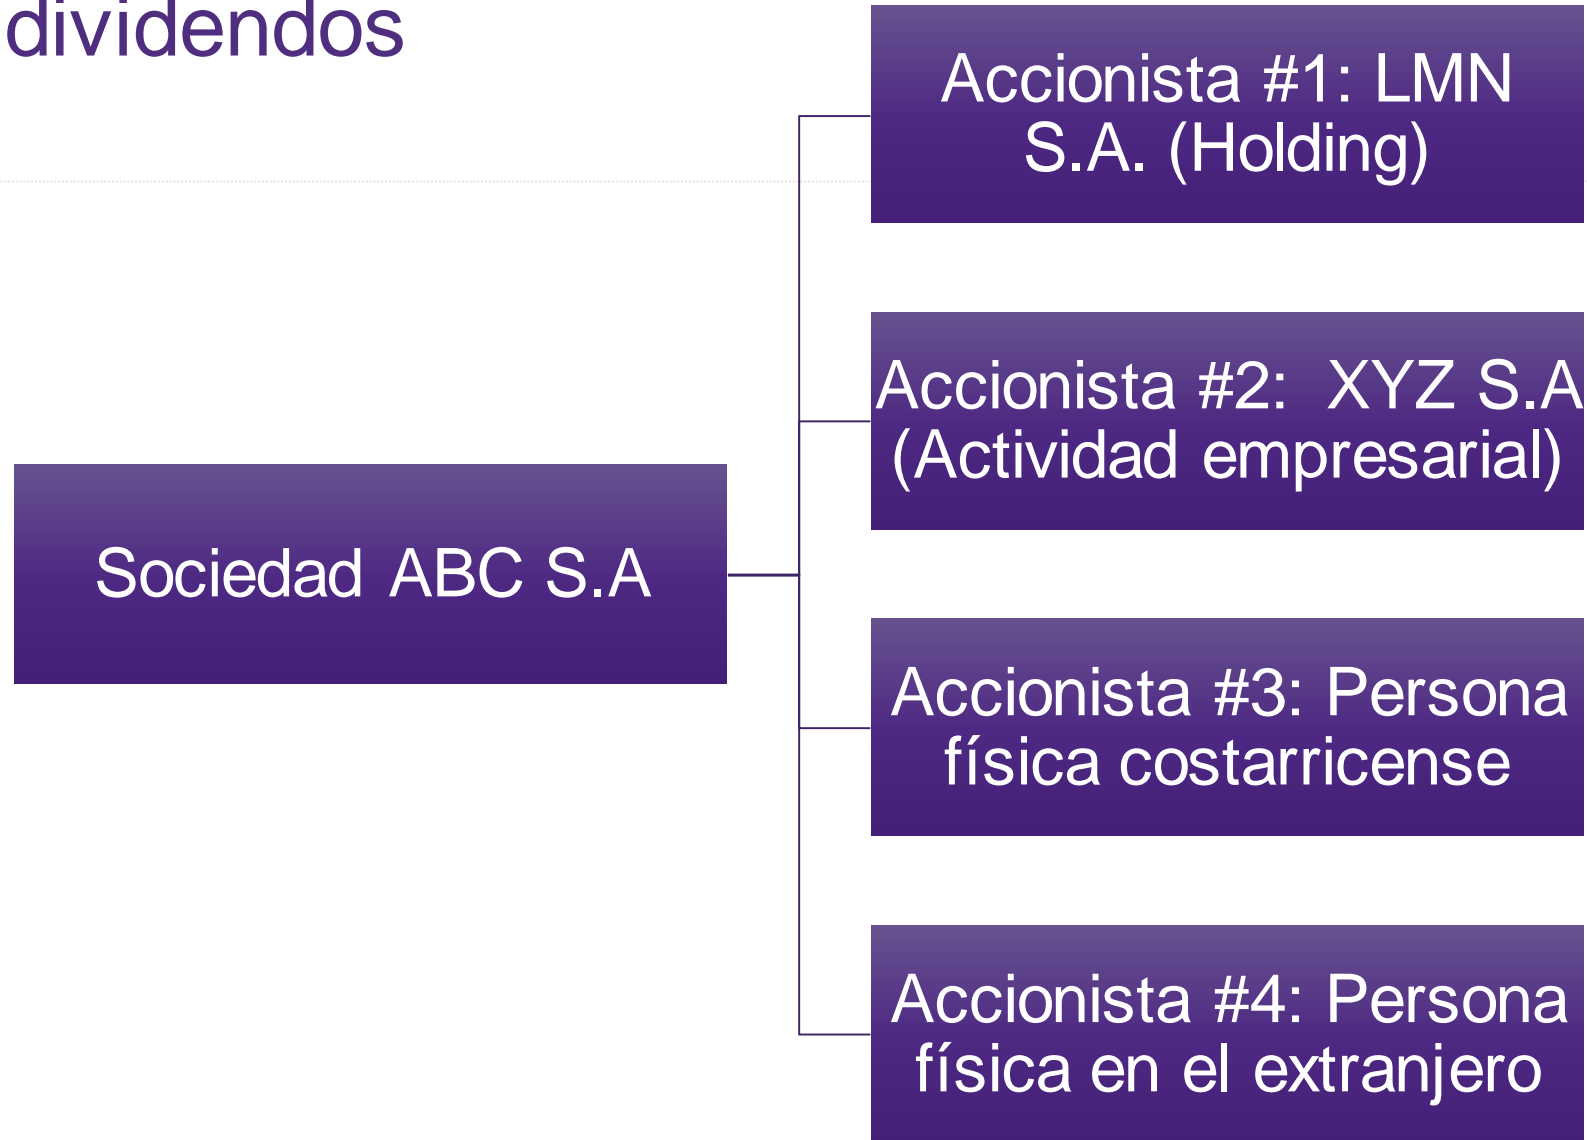 dividendos
Accionista #1: LMN
S.A. (Holding)
Accionista #2: XYZ S.A
(Actividad empresarial)
Sociedad ABC S.A
Accionista #3: Persona
física costarricense
Accionista #4: Persona
física en el extranjero